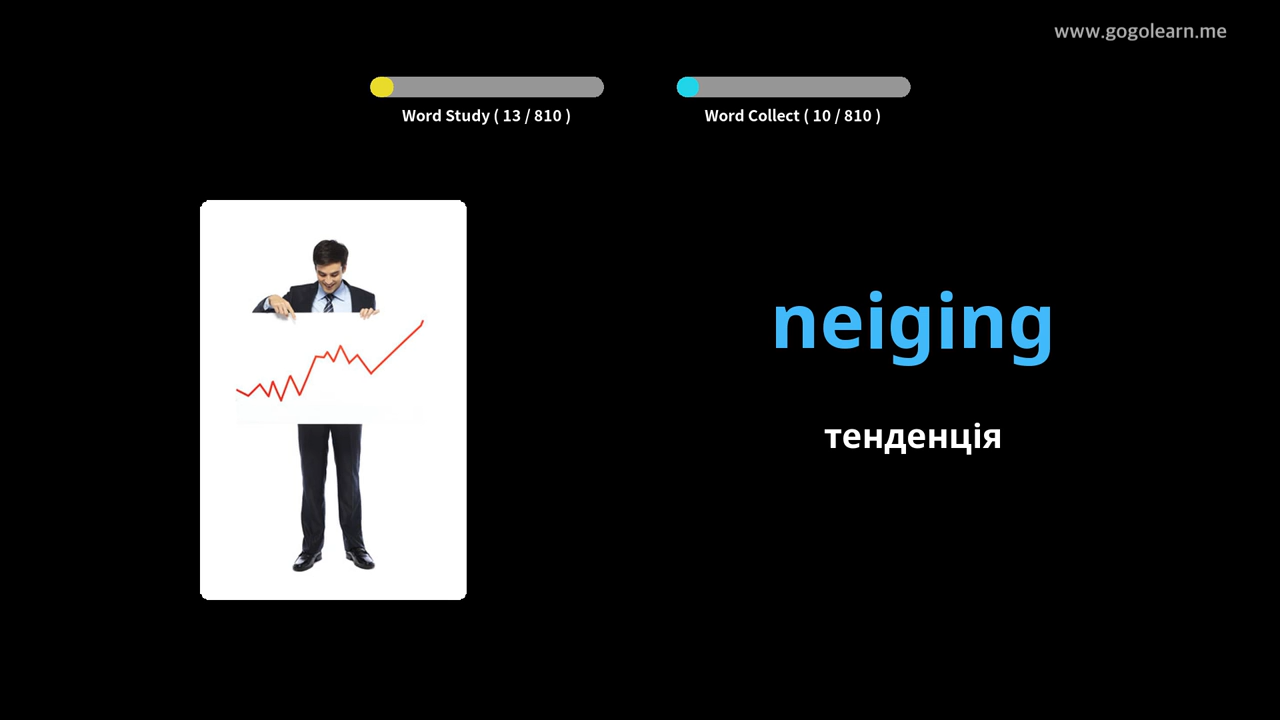 www.gogolearn.me
Word Study ( 13 / 810 )
Word Collect ( 10 / 810 )
neiging
тенденція